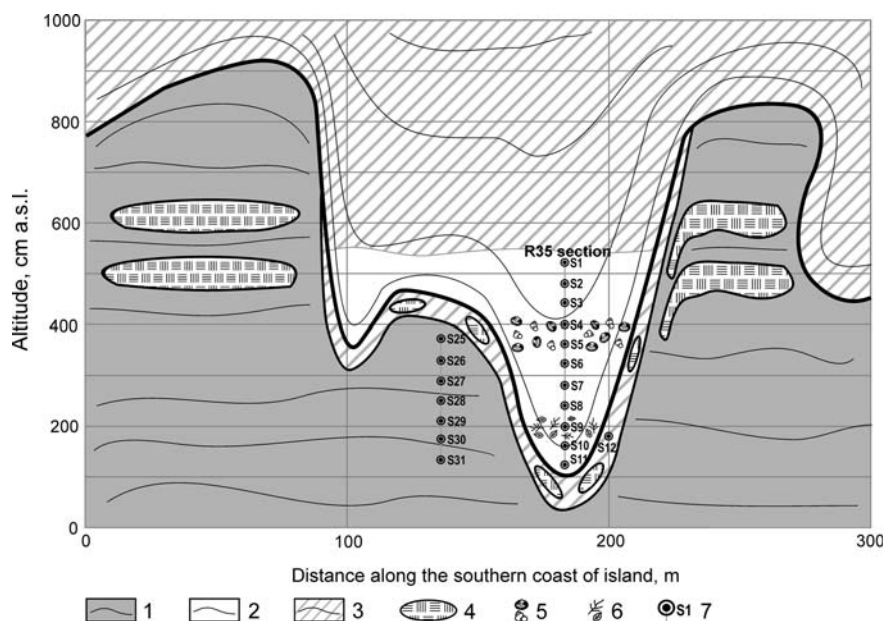 1000
800
600
400
200
0
Altitude, cm a.s.l.
R35 section
S1
S2
S3
S4
S5
S6
S7
S8
S9
S10
S11
S12
S25
S26
S27
S28
S29
S30
S31
0 100 200 300
Distance along the southern coast of island, m
1 2 3 4 5 6 S1 7